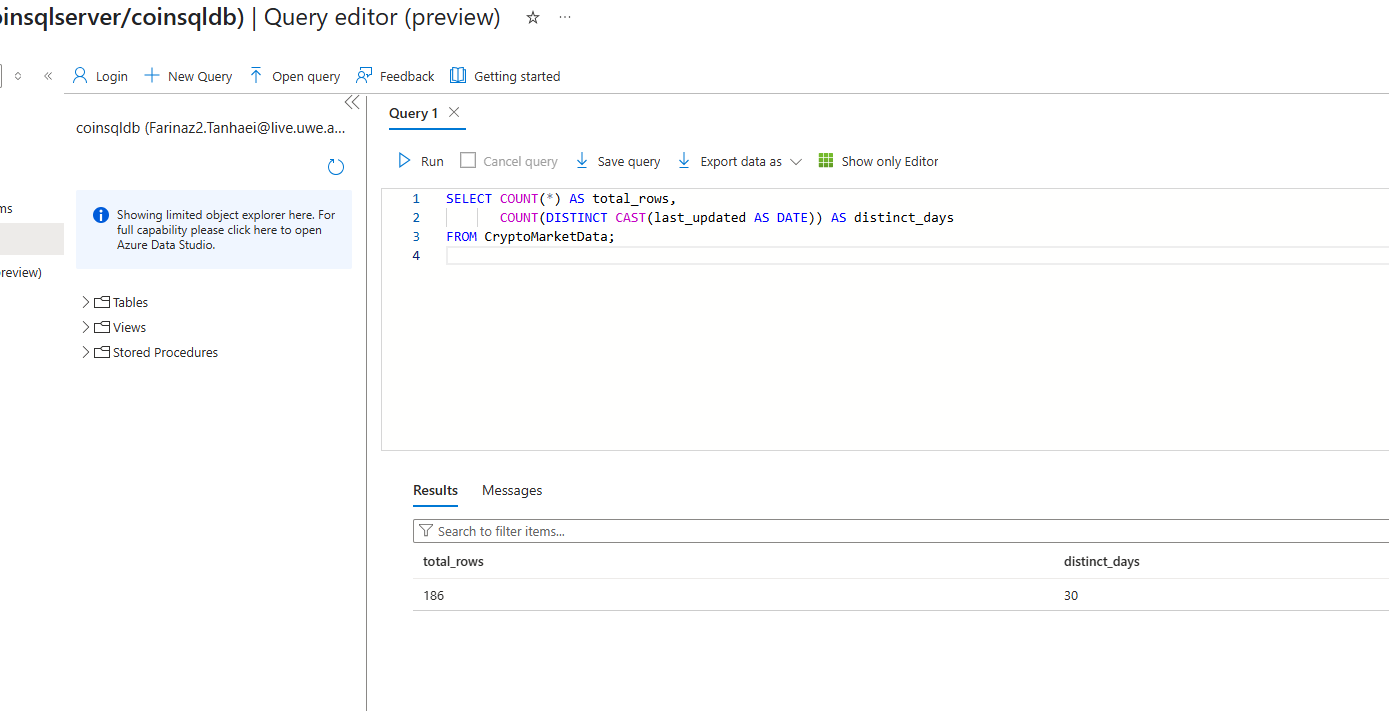 oinsqlserver/coinsqldb) | Query editor (preview)
Login New Query Open query Feedback Getting started
coinsqldb (Farinaz2.Tanhaei@live.uwe.a...
Showing limited object explorer here. For
full capability please click here to open
Azure Data Studio.
Tables
Views
Stored Procedures
ms
review)
Query 1
Run Cancel query Save query Export data as Show only Editor
1 SELECT COUNT(*) AS total_rows,
2 COUNT(DISTINCT CAST(last_updated AS DATE)) AS distinct_days
3 FROM CryptoMarketData;
4
Results Messages
Search to filter items...
total_rows distinct_days
186 30